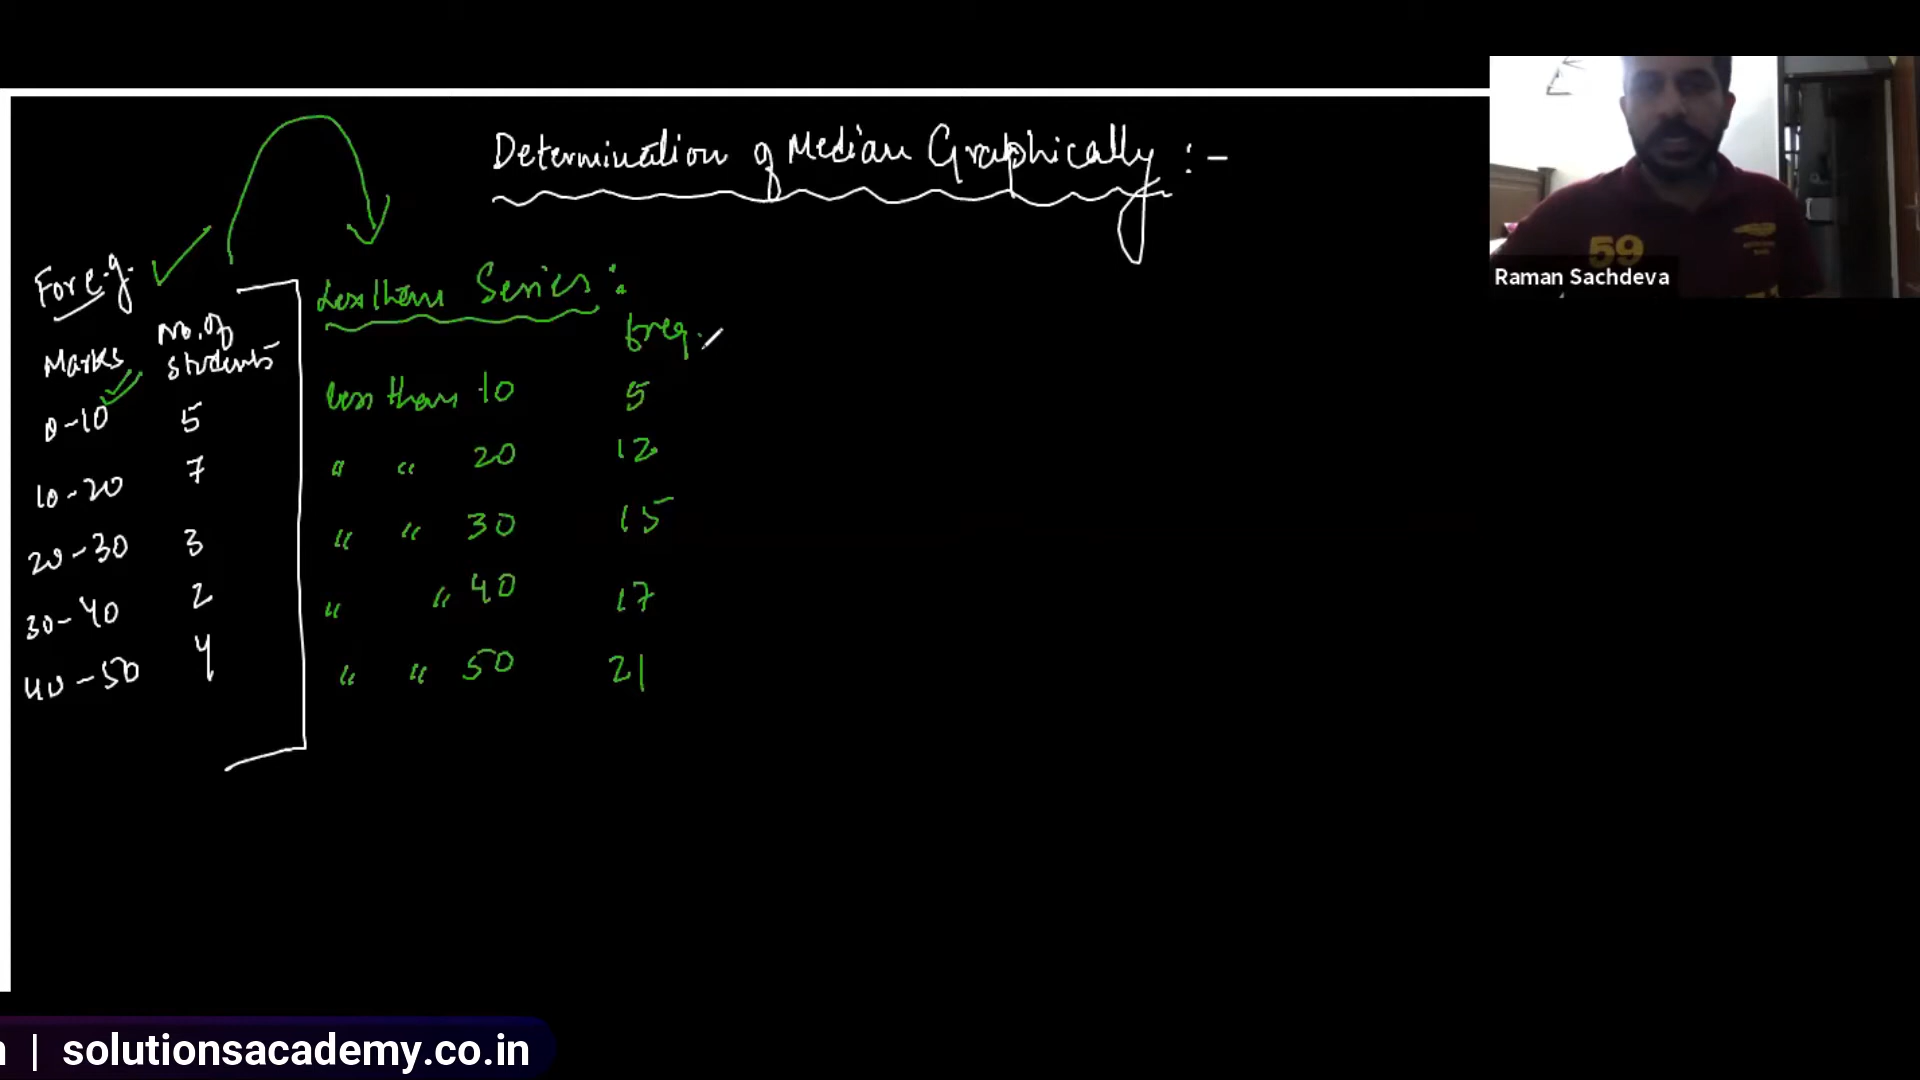 Determination of Median Graphically :-
59
Raman Sachdeva
For e.g.
Marks No. of students
0-10 5
10-20 7
20-30 3
30-40 2
40-50 4
Less than Series :
freq.
Less than 10 5
" " 20 12
" " 30 15
" " 40 17
" " 50 21
| solutionsacademy.co.in